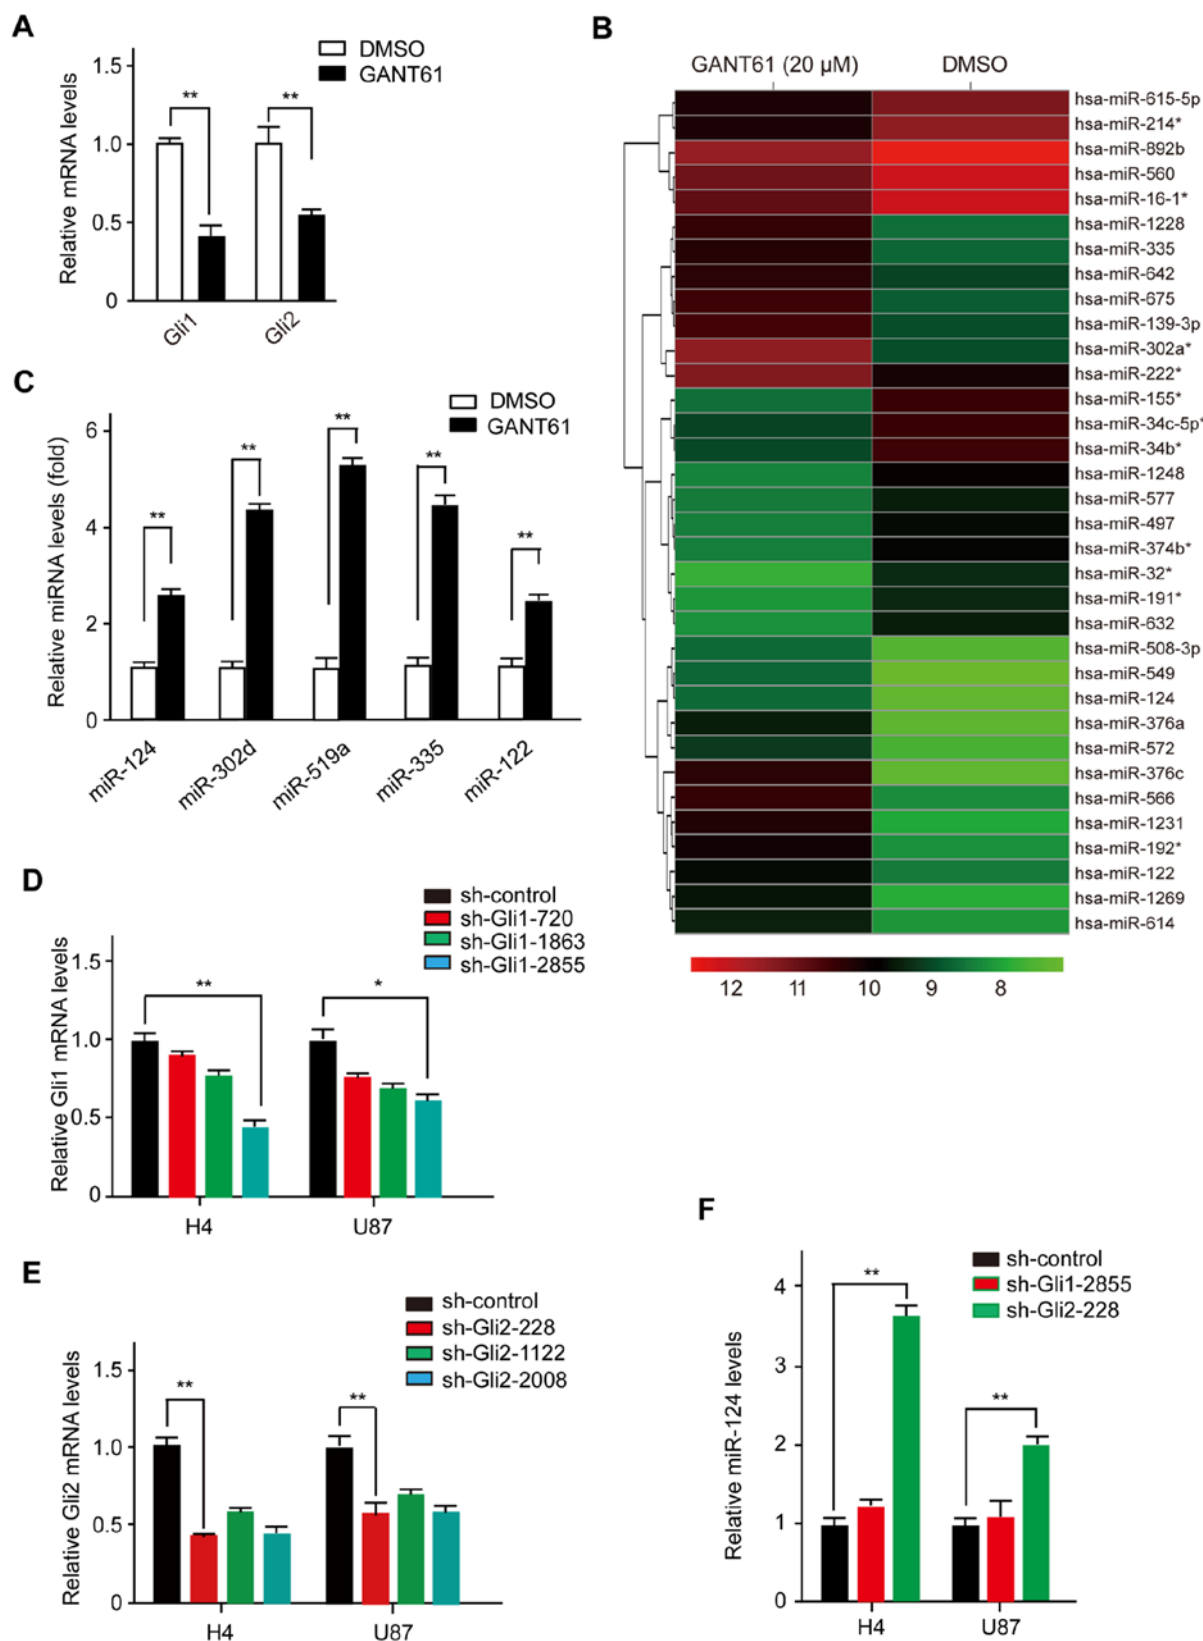 A
DMSO
GANT61
Relative mRNA levels
1.5
1.0
0.5
0
**
**
Gli1
Gli2
B
GANT61 (20 µM)
DMSO
hsa-miR-615-5p
hsa-miR-214*
hsa-miR-892b
hsa-miR-560
hsa-miR-16-1*
hsa-miR-1228
hsa-miR-335
hsa-miR-642
hsa-miR-675
hsa-miR-139-3p
hsa-miR-302a*
hsa-miR-222*
hsa-miR-155*
hsa-miR-34c-5p*
hsa-miR-34b*
hsa-miR-1248
hsa-miR-577
hsa-miR-497
hsa-miR-374b*
hsa-miR-32*
hsa-miR-191*
hsa-miR-632
hsa-miR-508-3p
hsa-miR-549
hsa-miR-124
hsa-miR-376a
hsa-miR-572
hsa-miR-376c
hsa-miR-566
hsa-miR-1231
hsa-miR-192*
hsa-miR-122
hsa-miR-1269
hsa-miR-614
12 11 10 9 8
C
DMSO
GANT61
Relative miRNA levels (fold)
6
4
2
0
**
**
**
**
**
miR-124
miR-302d
miR-519a
miR-335
miR-122
D
sh-control
sh-Gli1-720
sh-Gli1-1863
sh-Gli1-2855
Relative Gli1 mRNA levels
1.5
1.0
0.5
0
**
*
H4
U87
E
sh-control
sh-Gli2-228
sh-Gli2-1122
sh-Gli2-2008
Relative Gli2 mRNA levels
1.5
1.0
0.5
0
**
**
H4
U87
F
sh-control
sh-Gli1-2855
sh-Gli2-228
Relative miR-124 levels
4
3
2
1
0
**
**
H4
U87